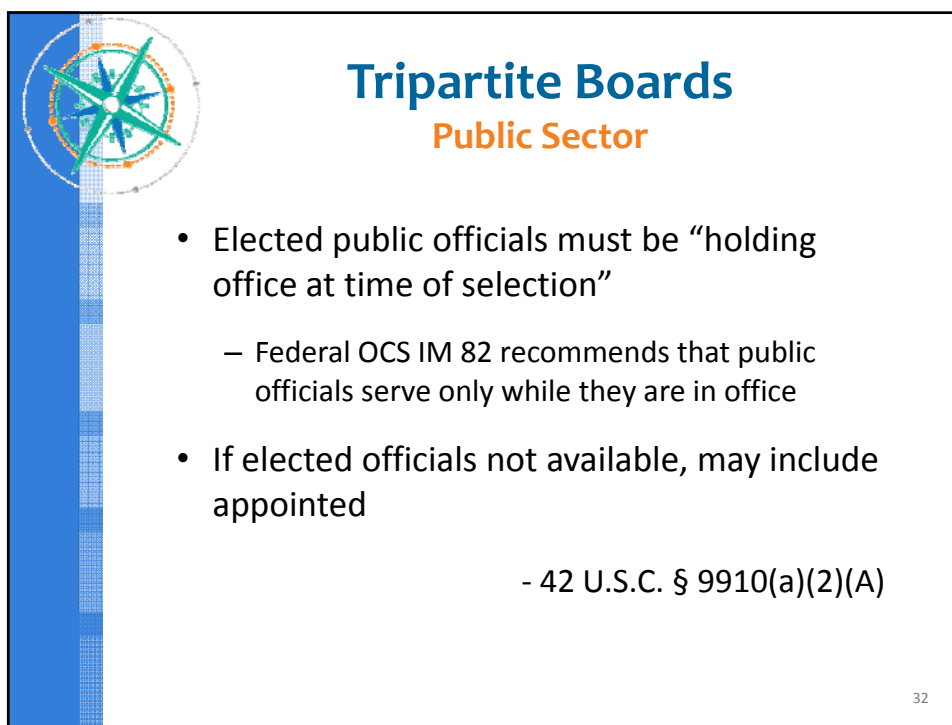 Tripartite Boards
Public Sector
• Elected public officials must be “holding
office at time of selection”
– Federal OCS IM 82 recommends that public
officials serve only while they are in office
• If elected officials not available, may include
appointed
- 42 U.S.C. § 9910(a)(2)(A)
32